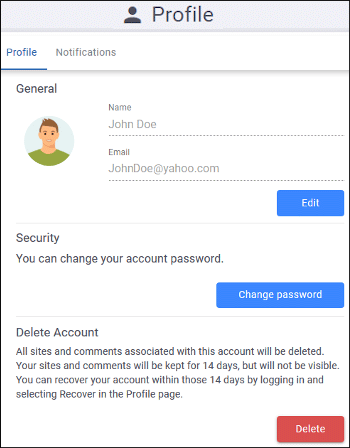 Profile
Profile Notifications
General
Name
John Doe
Email
JohnDoe@yahoo.com
Edit
Security
You can change your account password.
Change password
Delete Account
All sites and comments associated with this account will be deleted.
Your sites and comments will be kept for 14 days, but will not be visible.
You can recover your account within those 14 days by logging in and
selecting Recover in the Profile page.
Delete